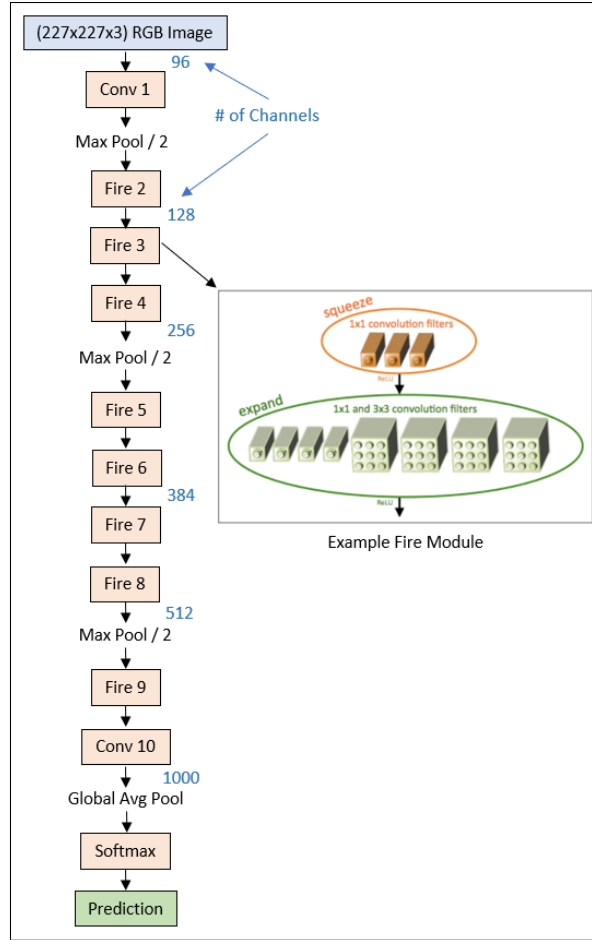 (227x227x3) RGB Image
96
Conv 1
# of Channels
Max Pool / 2
Fire 2
128
Fire 3
Fire 4
256
Max Pool / 2
Fire 5
Fire 6
384
Fire 7
Fire 8
512
Max Pool / 2
Fire 9
Conv 10
1000
Global Avg Pool
Softmax
Prediction
squeeze
1x1 convolution filters
ReLU
expand
1x1 and 3x3 convolution filters
ReLU
Example Fire Module